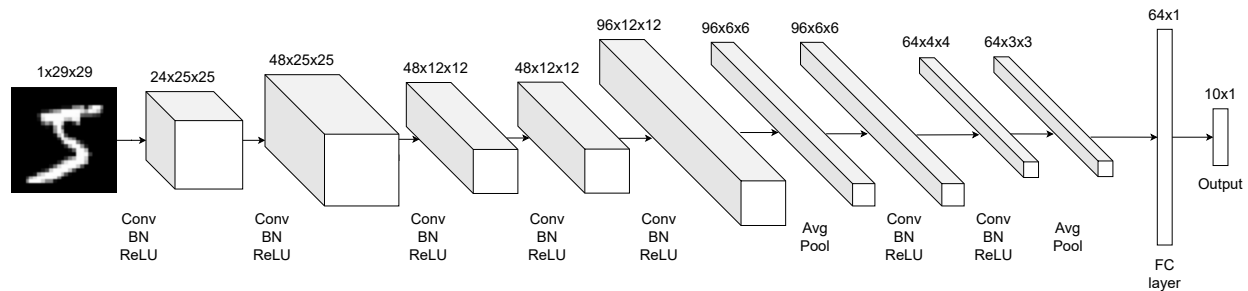 1x29x29
24x25x25
48x25x25
48x12x12
48x12x12
96x12x12
96x6x6
96x6x6
64x4x4
64x3x3
64x1
10x1
Conv
BN
ReLU
Conv
BN
ReLU
Conv
BN
ReLU
Conv
BN
ReLU
Conv
BN
ReLU
Avg
Pool
Conv
BN
ReLU
Conv
BN
ReLU
Avg
Pool
FC
layer
Output